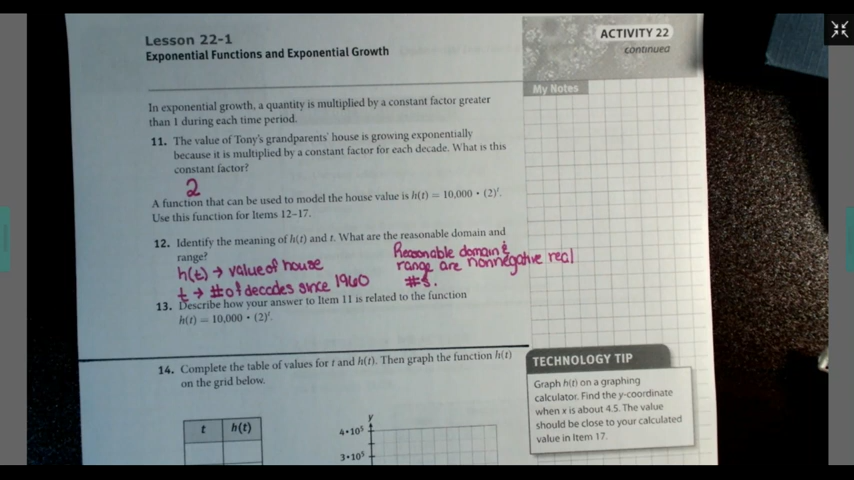 Lesson 22-1
Exponential Functions and Exponential Growth
ACTIVITY 22
continued
My Notes
In exponential growth, a quantity is multiplied by a constant factor greater
than 1 during each time period.
11. The value of Tony's grandparents' house is growing exponentially
because it is multiplied by a constant factor for each decade. What is this
constant factor?
2
A function that can be used to model the house value is h(t) = 10,000 • (2)ᵗ.
Use this function for Items 12–17.
12. Identify the meaning of h(t) and t. What are the reasonable domain and
range?
h(t) → value of house
t → # of decades since 1960
Reasonable domain &
range are nonnegative real
#s.
13. Describe how your answer to Item 11 is related to the function
h(t) = 10,000 • (2)ᵗ.
14. Complete the table of values for t and h(t). Then graph the function h(t)
on the grid below.
t h(t)
y
4•10⁵
3•10⁵
TECHNOLOGY TIP
Graph h(t) on a graphing
calculator. Find the y-coordinate
when x is about 4.5. The value
should be close to your calculated
value in Item 17.